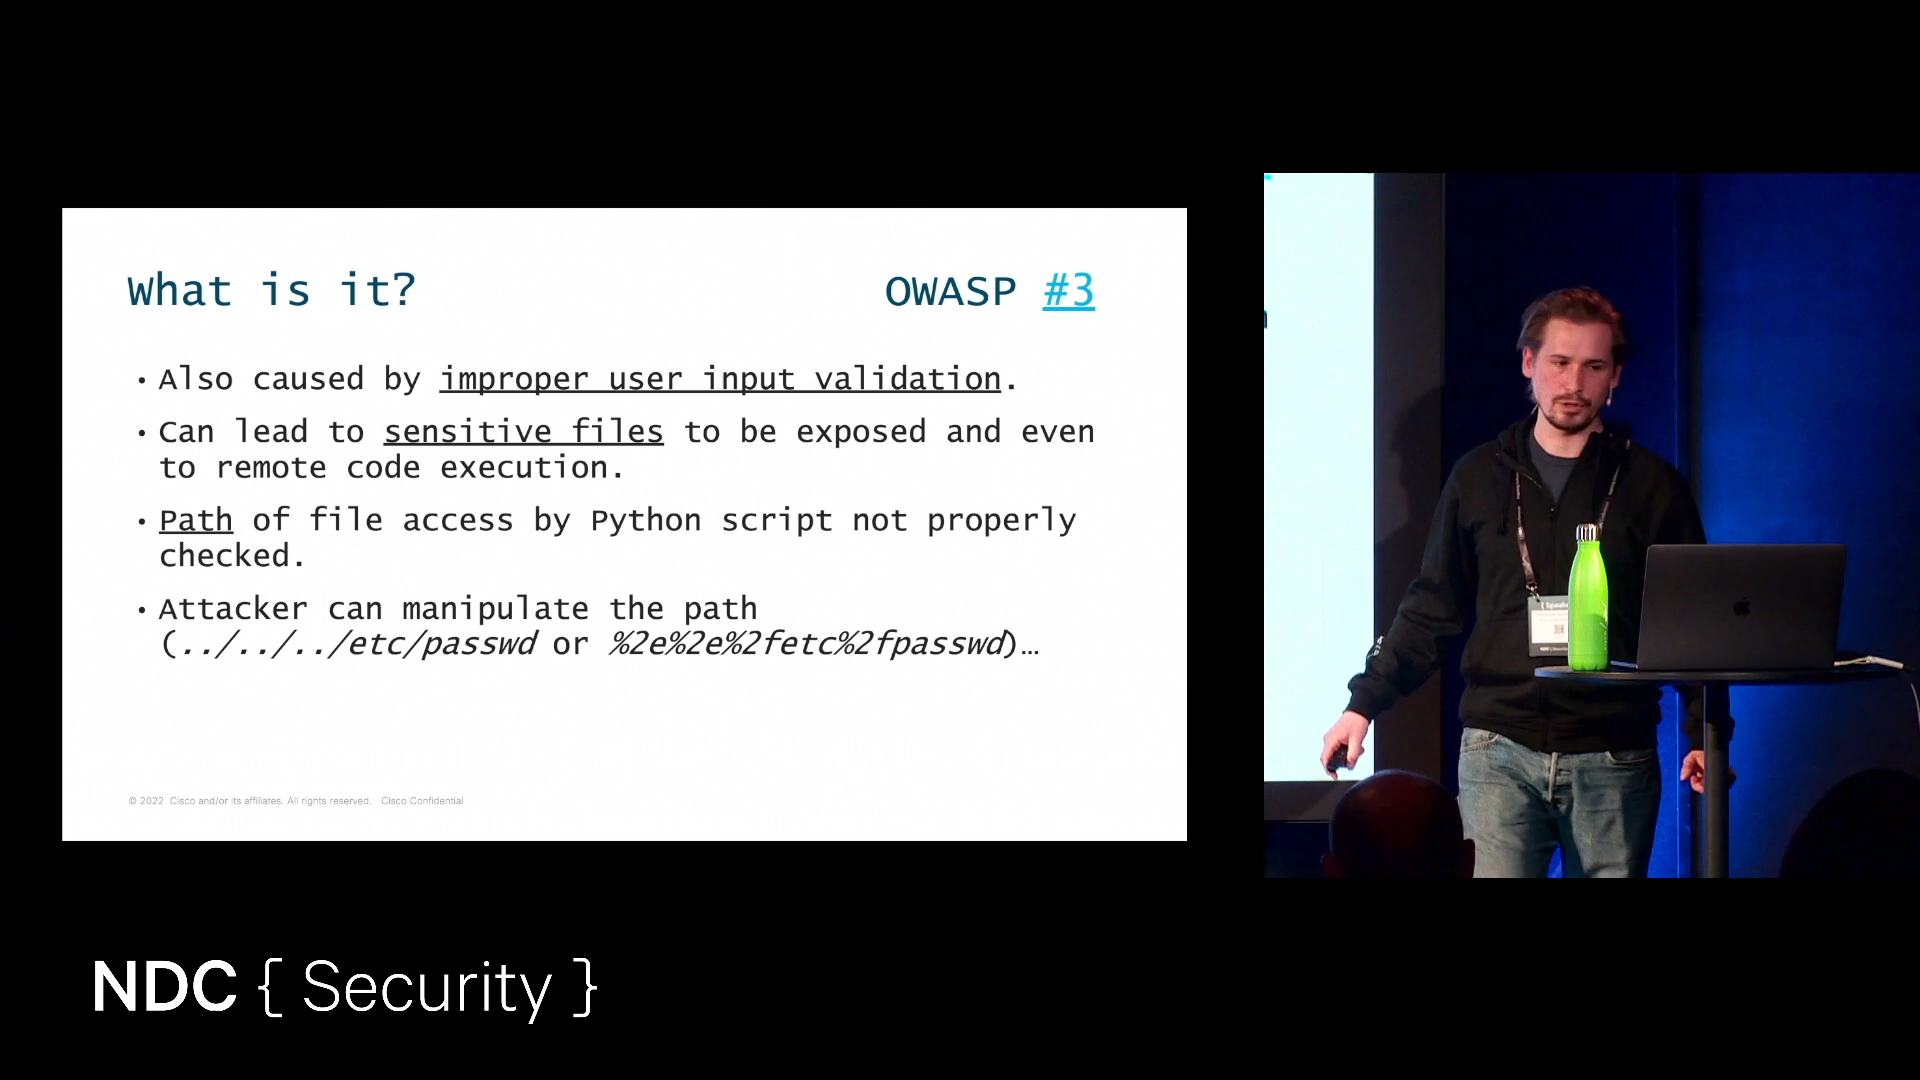 What is it?
OWASP #3
• Also caused by improper user input validation.
• Can lead to sensitive files to be exposed and even
to remote code execution.
• Path of file access by Python script not properly
checked.
• Attacker can manipulate the path
(../../../etc/passwd or %2e%2e%2fetc%2fpasswd)…
© 2022 Cisco and/or its affiliates. All rights reserved. Cisco Confidential
NDC { Security }